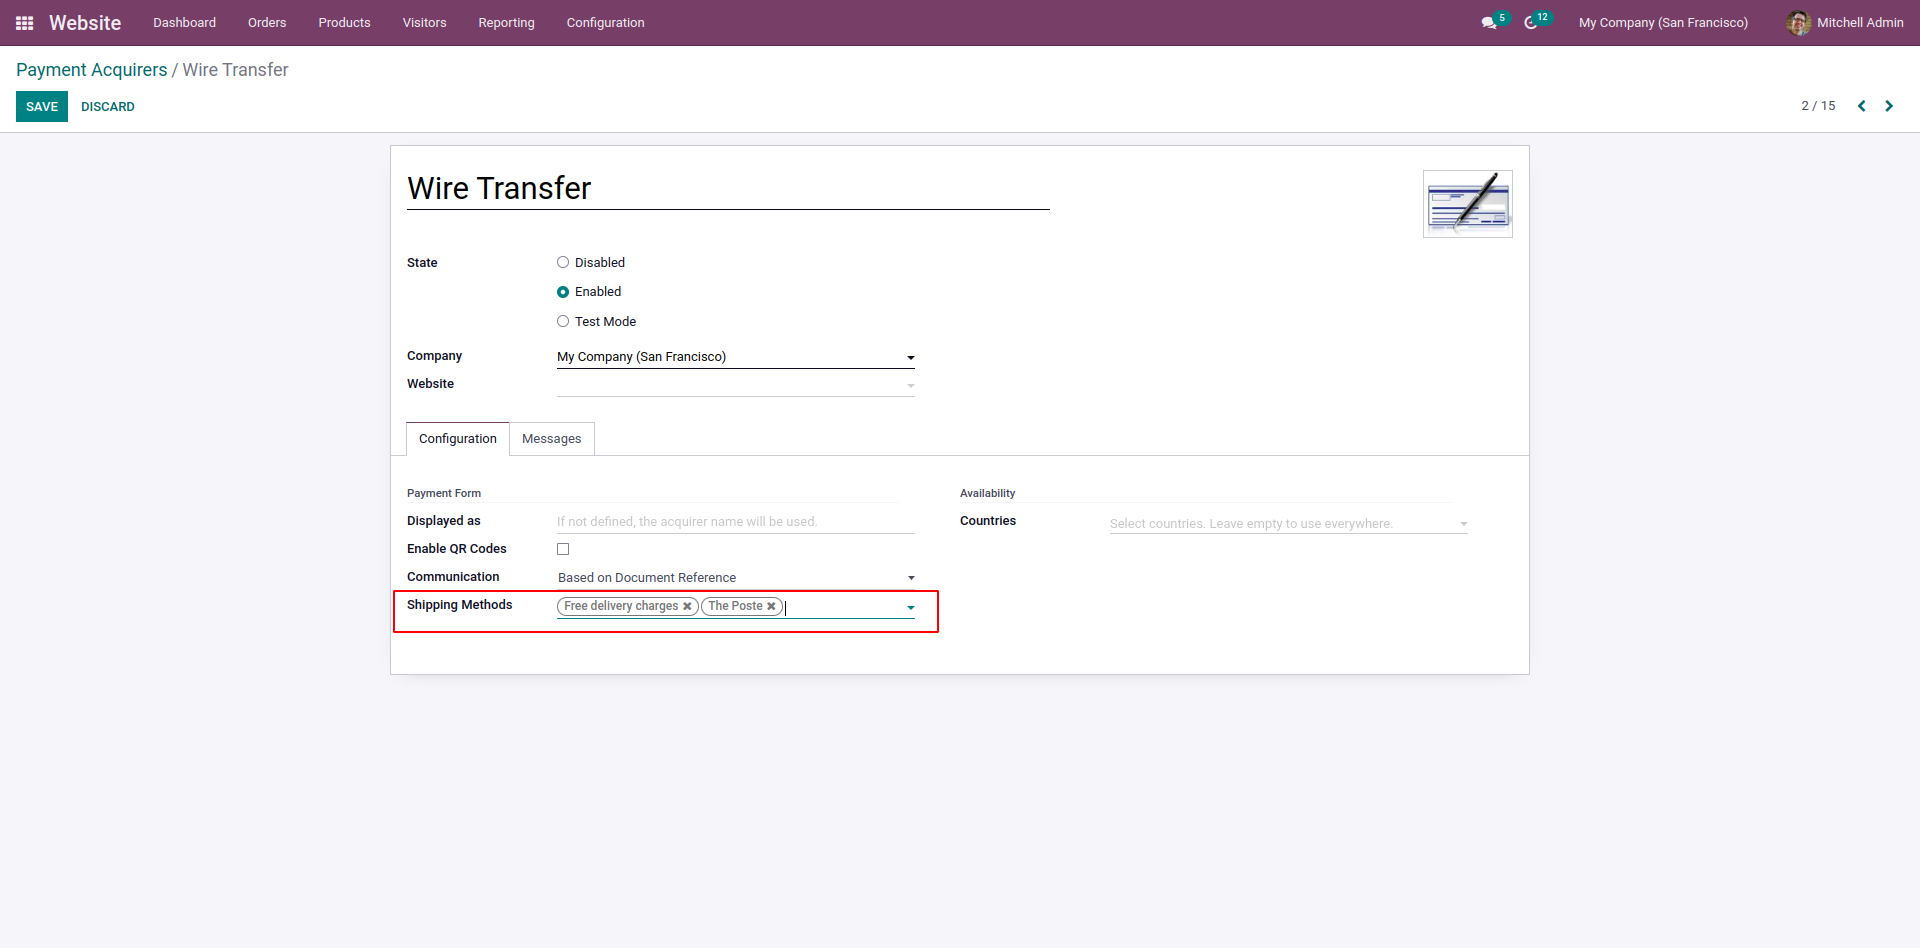 Website Dashboard Orders Products Visitors Reporting Configuration 5 12 My Company (San Francisco) Mitchell Admin
Payment Acquirers / Wire Transfer
SAVE DISCARD 2 / 15
Wire Transfer
State Disabled
Enabled
Test Mode
Company My Company (San Francisco)
Website
Configuration Messages
Payment Form Availability
Displayed as If not defined, the acquirer name will be used. Countries Select countries. Leave empty to use everywhere.
Enable QR Codes
Communication Based on Document Reference
Shipping Methods Free delivery charges The Poste